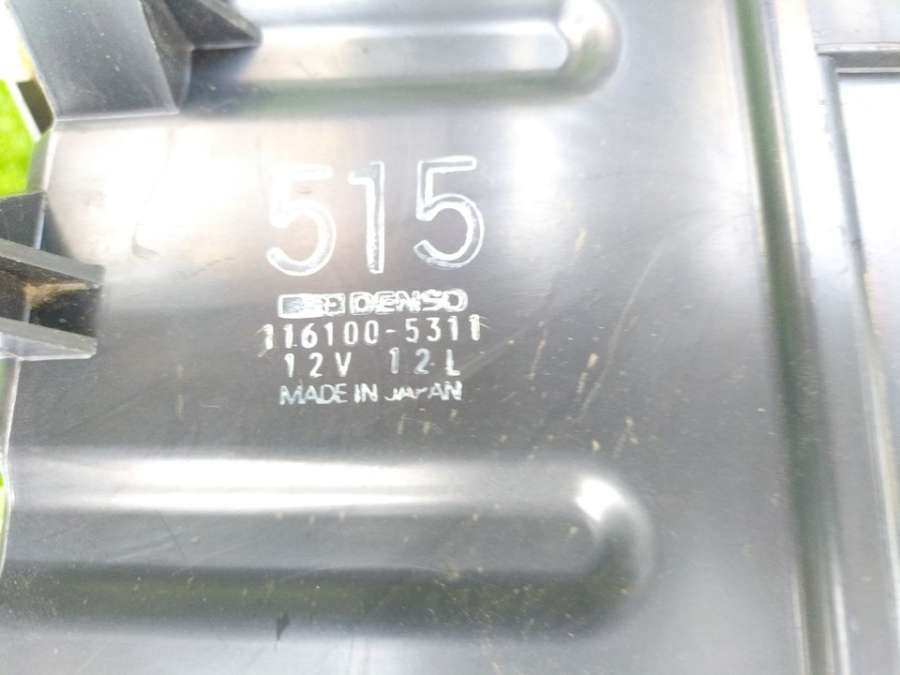 515
DENSO
116100-5311
12V 12L
MADE IN JAPAN